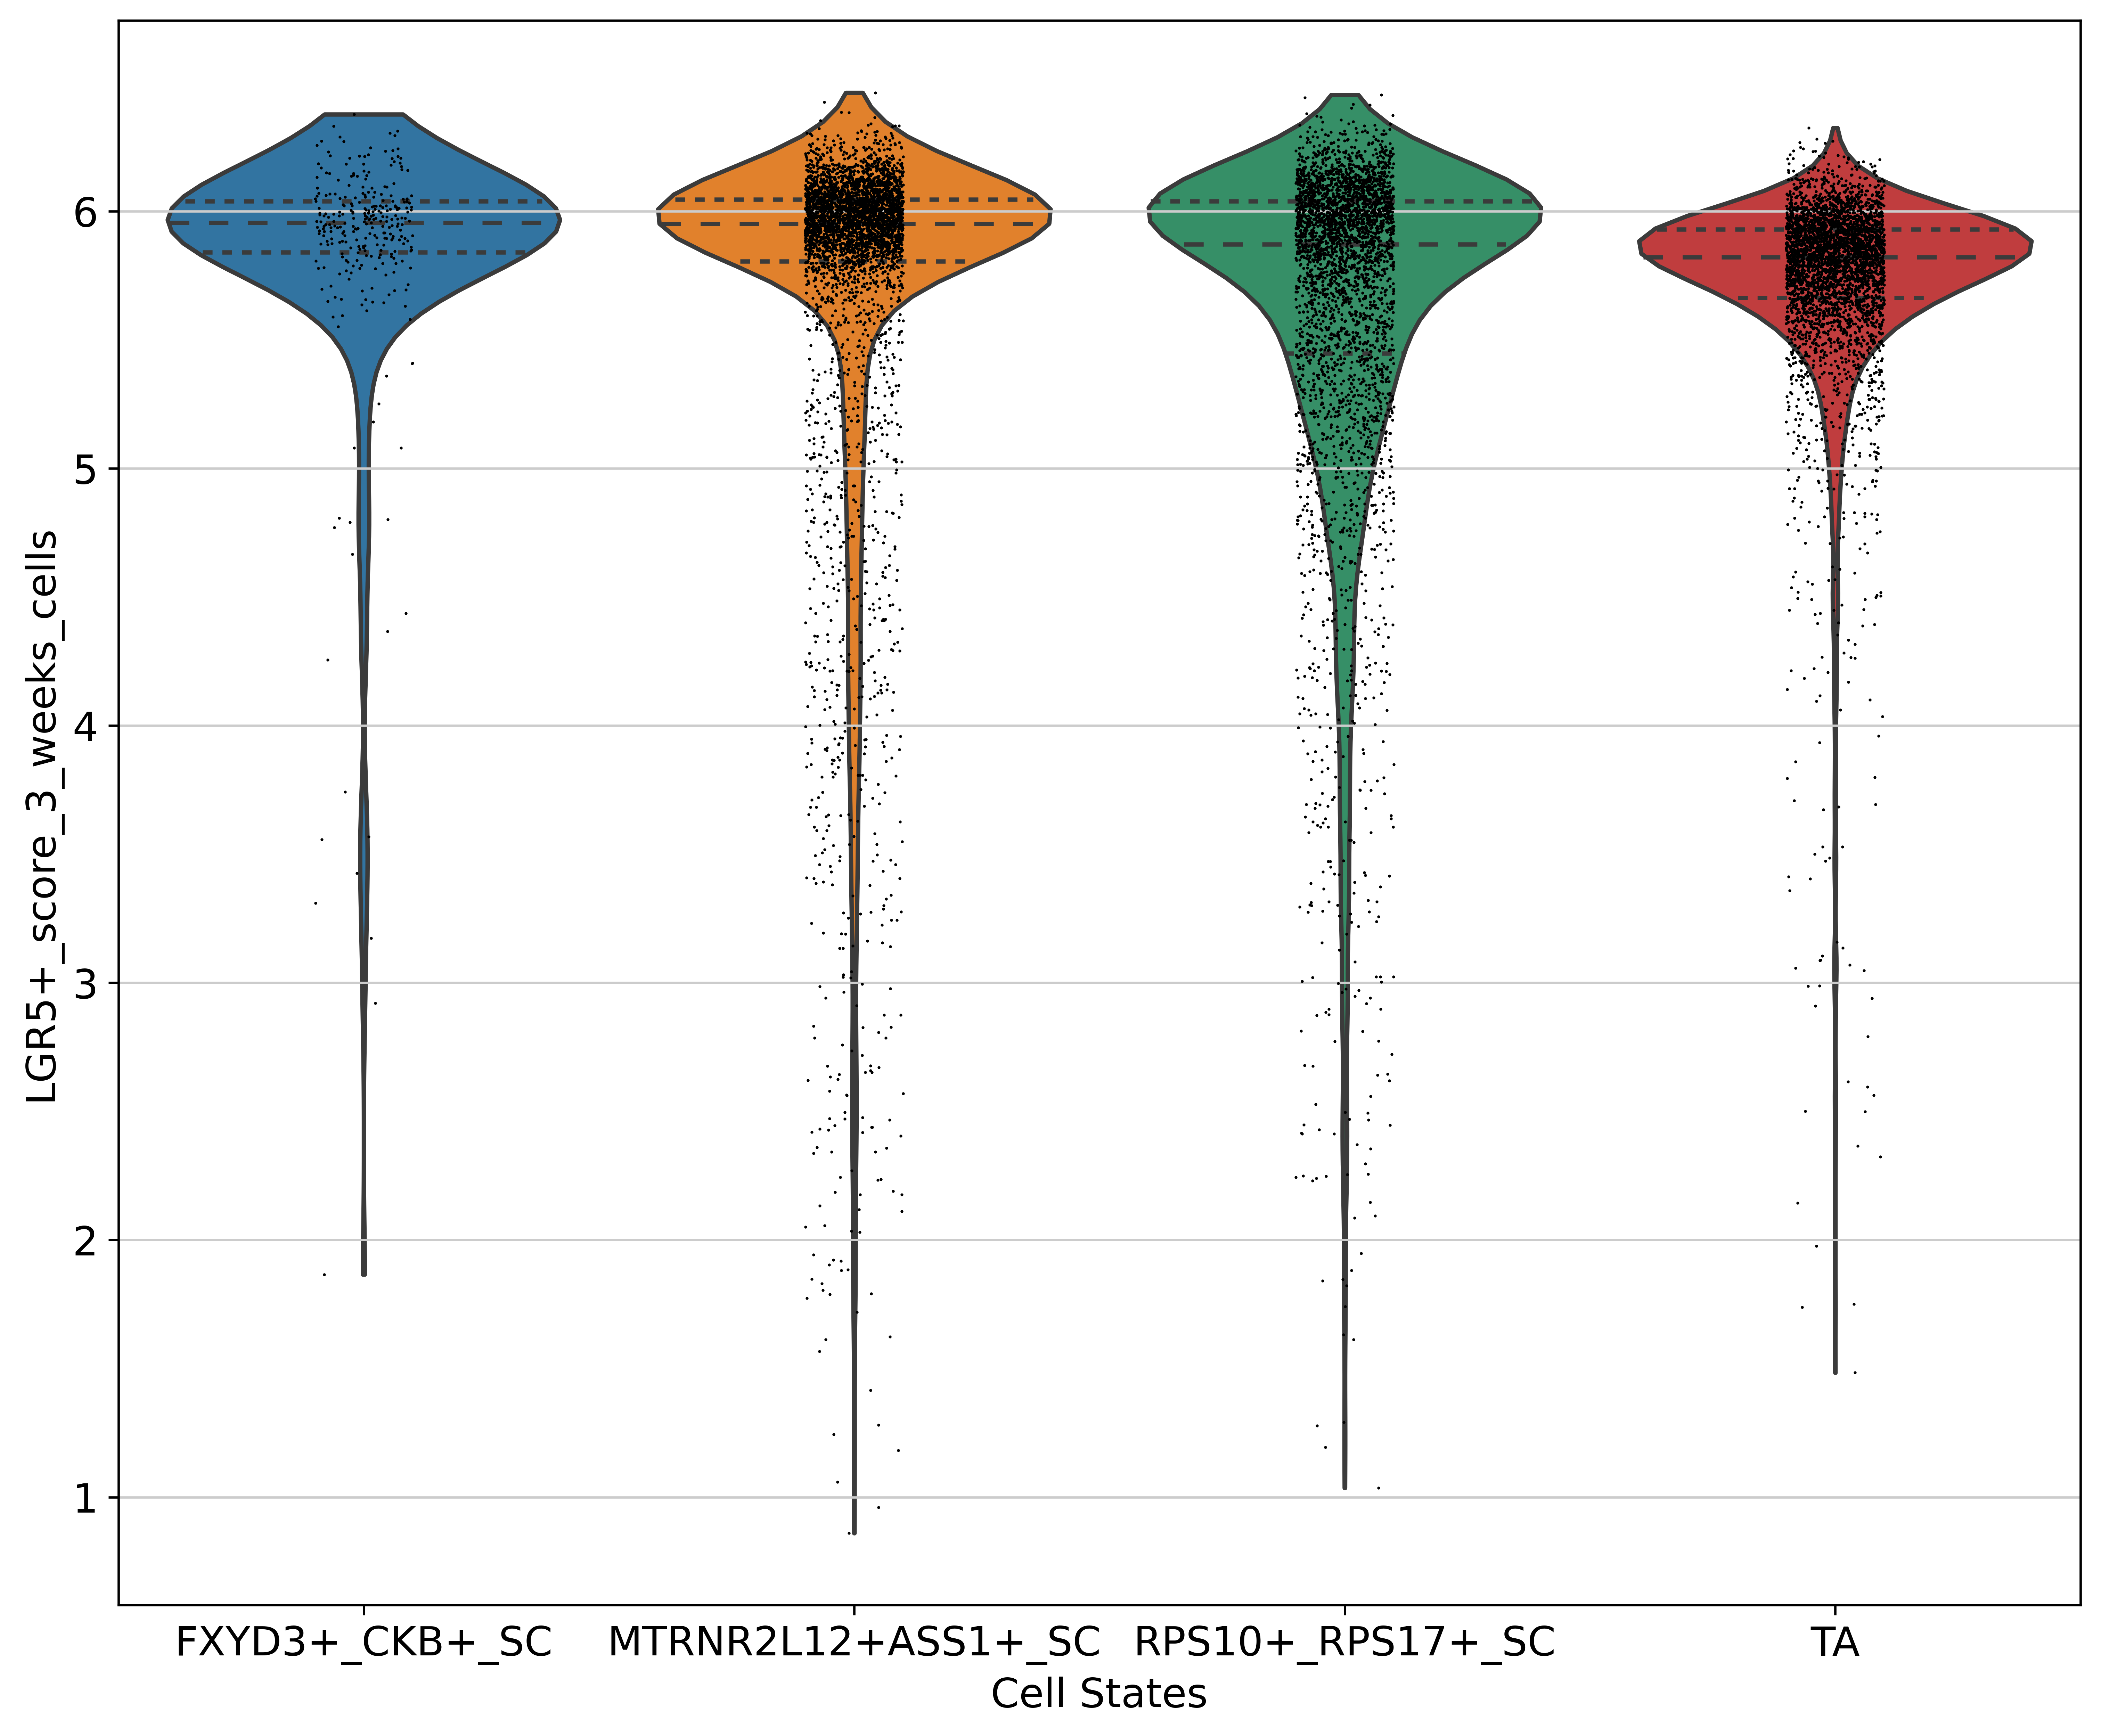 LGR5+_score_3_weeks_cells
6
5
4
3
2
1
FXYD3+_CKB+_SC
MTRNR2L12+ASS1+_SC
RPS10+_RPS17+_SC
TA
Cell States